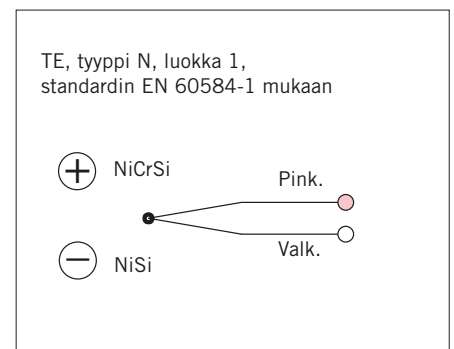 TE, tyyppi N, luokka 1,
standardin EN 60584-1 mukaan
NiCrSi
Pink.
Valk.
NiSi